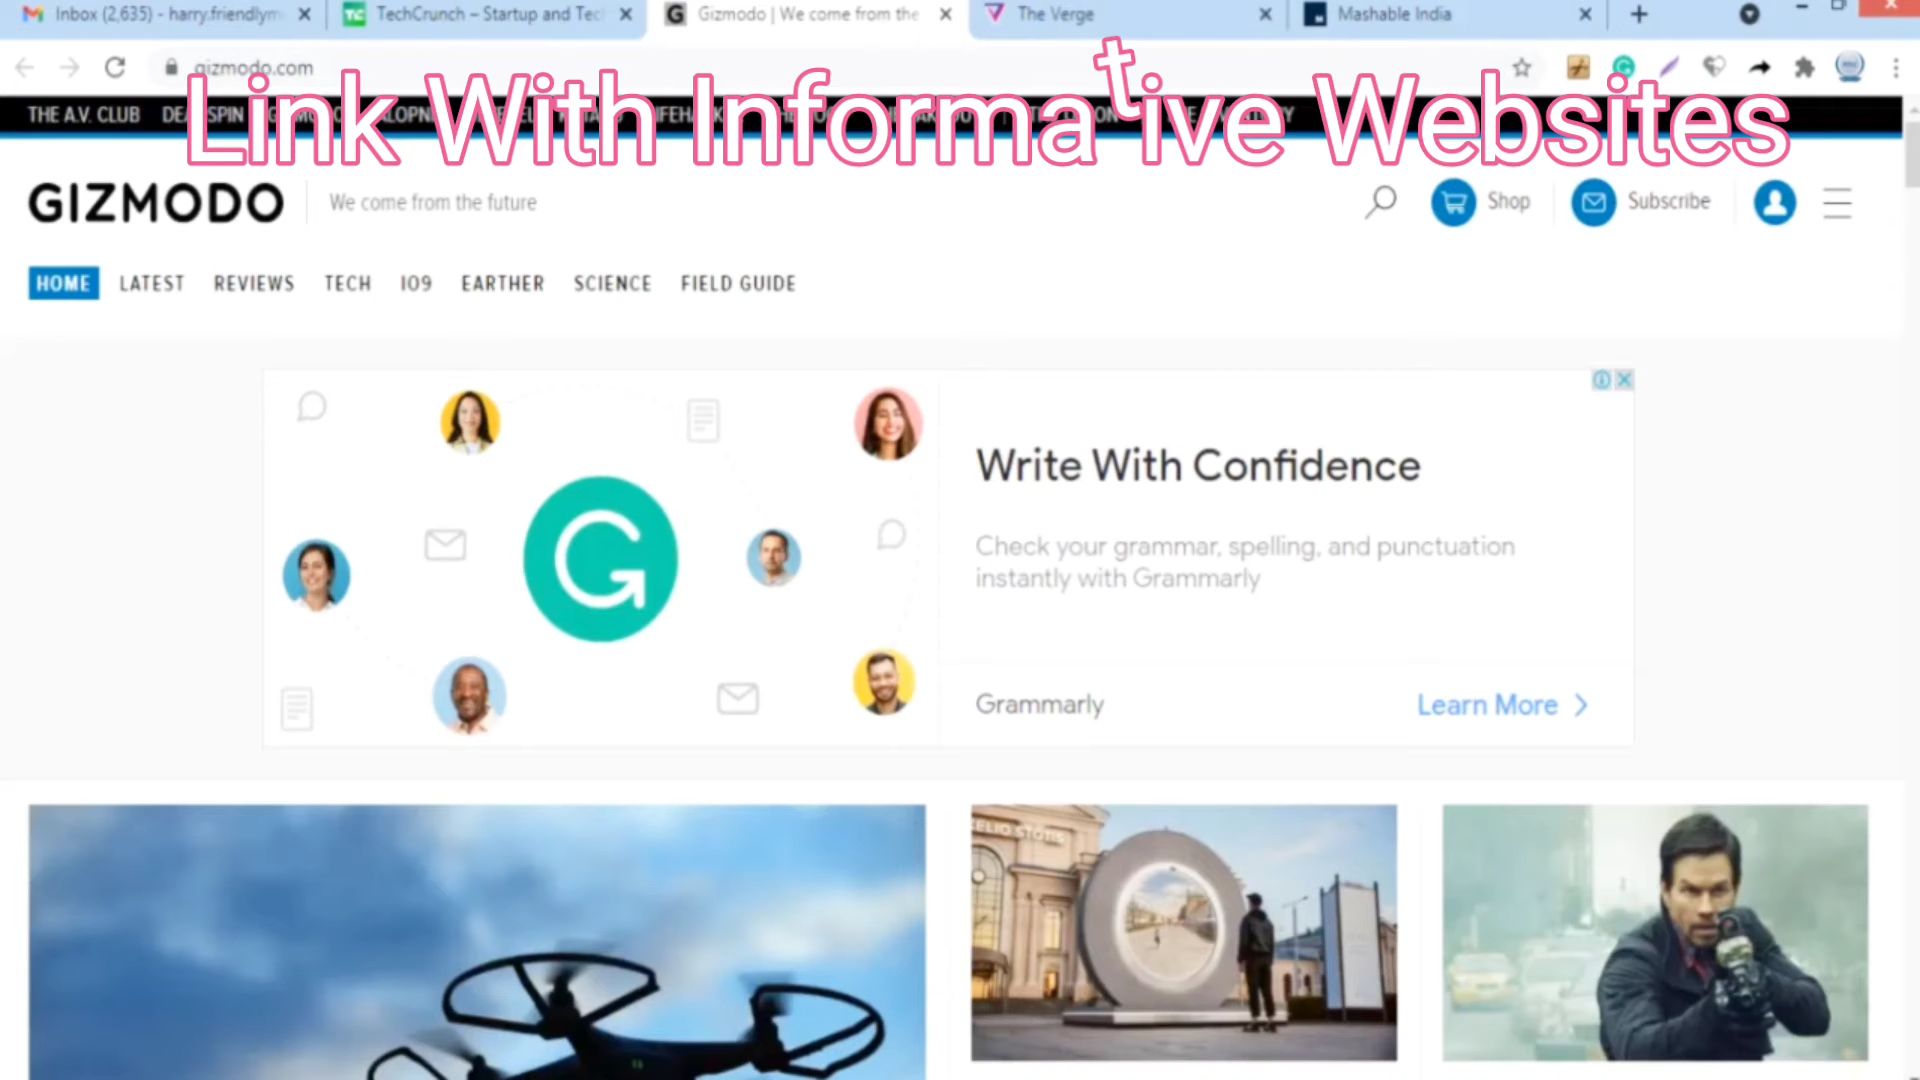 Inbox (2,635) - harry.friendlym
TechCrunch – Startup and Tec
Gizmodo | We come from the
The Verge
Mashable India
gizmodo.com
Link With Informative Websites
THE A.V. CLUB
GIZMODO
We come from the future
Shop
Subscribe
HOME LATEST REVIEWS TECH IO9 EARTHER SCIENCE FIELD GUIDE
Write With Confidence
Check your grammar, spelling, and punctuation
instantly with Grammarly
Grammarly
Learn More